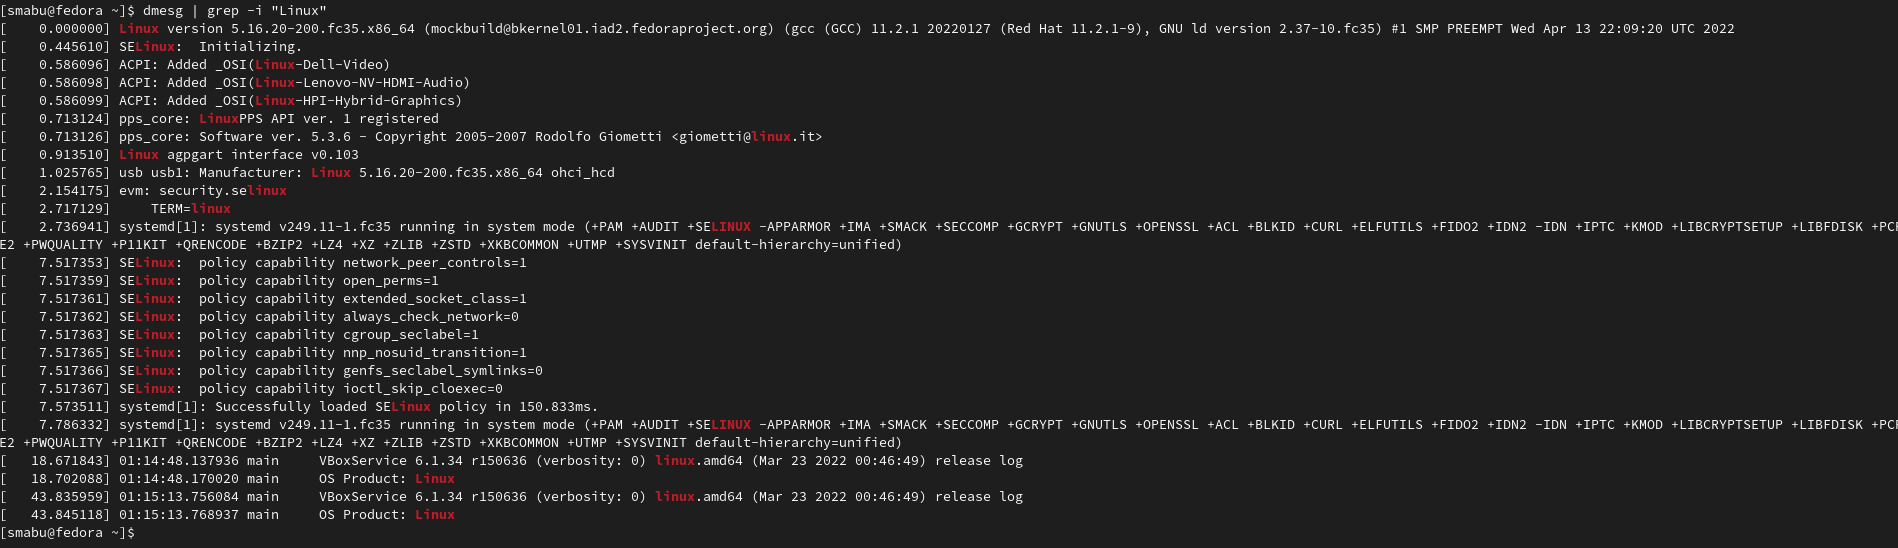 [smabu@fedora ~]$ dmesg | grep -i "Linux"
[    0.000000] Linux version 5.16.20-200.fc35.x86_64 (mockbuild@bkernel01.iad2.fedoraproject.org) (gcc (GCC) 11.2.1 20220127 (Red Hat 11.2.1-9), GNU ld version 2.37-10.fc35) #1 SMP PREEMPT Wed Apr 13 22:09:20 UTC 2022
[    0.445610] SELinux:  Initializing.
[    0.586096] ACPI: Added _OSI(Linux-Dell-Video)
[    0.586098] ACPI: Added _OSI(Linux-Lenovo-NV-HDMI-Audio)
[    0.586099] ACPI: Added _OSI(Linux-HPI-Hybrid-Graphics)
[    0.713124] pps_core: LinuxPPS API ver. 1 registered
[    0.713126] pps_core: Software ver. 5.3.6 - Copyright 2005-2007 Rodolfo Giometti <giometti@linux.it>
[    0.913510] Linux agpgart interface v0.103
[    1.025765] usb usb1: Manufacturer: Linux 5.16.20-200.fc35.x86_64 ohci_hcd
[    2.154175] evm: security.selinux
[    2.717129]     TERM=linux
[    2.736941] systemd[1]: systemd v249.11-1.fc35 running in system mode (+PAM +AUDIT +SELINUX -APPARMOR +IMA +SMACK +SECCOMP +GCRYPT +GNUTLS +OPENSSL +ACL +BLKID +CURL +ELFUTILS +FIDO2 +IDN2 -IDN +IPTC +KMOD +LIBCRYPTSETUP +LIBFDISK +PCR
E2 +PWQUALITY +P11KIT +QRENCODE +BZIP2 +LZ4 +XZ +ZLIB +ZSTD +XKBCOMMON +UTMP +SYSVINIT default-hierarchy=unified)
[    7.517353] SELinux:  policy capability network_peer_controls=1
[    7.517359] SELinux:  policy capability open_perms=1
[    7.517361] SELinux:  policy capability extended_socket_class=1
[    7.517362] SELinux:  policy capability always_check_network=0
[    7.517363] SELinux:  policy capability cgroup_seclabel=1
[    7.517365] SELinux:  policy capability nnp_nosuid_transition=1
[    7.517366] SELinux:  policy capability genfs_seclabel_symlinks=0
[    7.517367] SELinux:  policy capability ioctl_skip_cloexec=0
[    7.573511] systemd[1]: Successfully loaded SELinux policy in 150.833ms.
[    7.786332] systemd[1]: systemd v249.11-1.fc35 running in system mode (+PAM +AUDIT +SELINUX -APPARMOR +IMA +SMACK +SECCOMP +GCRYPT +GNUTLS +OPENSSL +ACL +BLKID +CURL +ELFUTILS +FIDO2 +IDN2 -IDN +IPTC +KMOD +LIBCRYPTSETUP +LIBFDISK +PCR
E2 +PWQUALITY +P11KIT +QRENCODE +BZIP2 +LZ4 +XZ +ZLIB +ZSTD +XKBCOMMON +UTMP +SYSVINIT default-hierarchy=unified)
[   18.671843] 01:14:48.137936 main     VBoxService 6.1.34 r150636 (verbosity: 0) linux.amd64 (Mar 23 2022 00:46:49) release log
[   18.702088] 01:14:48.170020 main     OS Product: Linux
[   43.835959] 01:15:13.756084 main     VBoxService 6.1.34 r150636 (verbosity: 0) linux.amd64 (Mar 23 2022 00:46:49) release log
[   43.845118] 01:15:13.768937 main     OS Product: Linux
[smabu@fedora ~]$